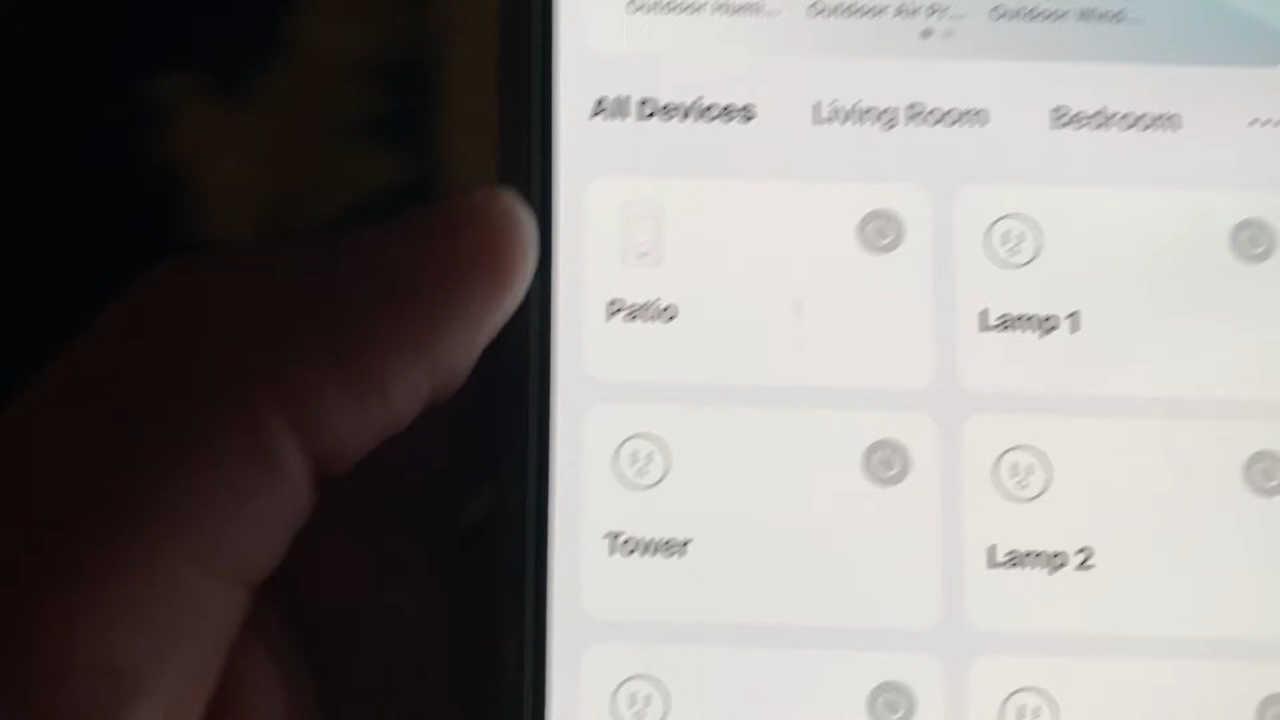 Outdoor Humi... Outdoor Air Pr... Outdoor Wind...
All Devices Living Room Bedroom ...
Patio Lamp 1
Tower Lamp 2